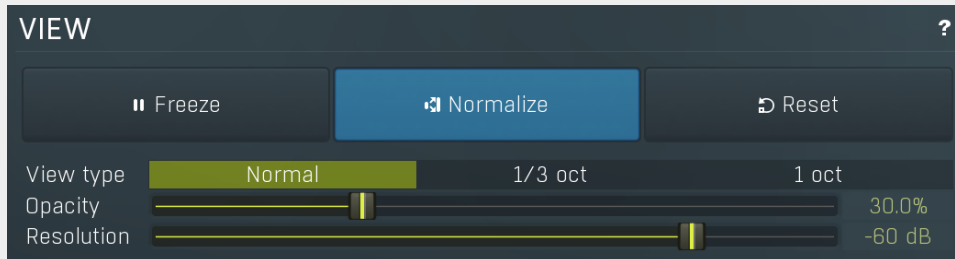 VIEW ?
Freeze Normalize Reset
View type Normal 1/3 oct 1 oct
Opacity 30.0%
Resolution -60 dB